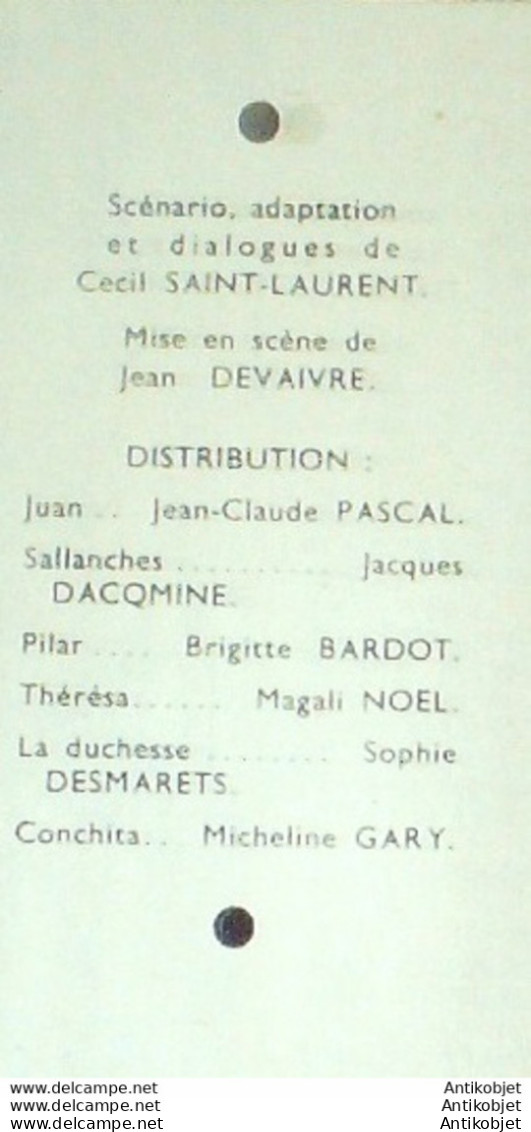 Scénario, adaptation
et dialogues de
Cecil SAINT-LAURENT.
Mise en scène de
Jean DEVAIVRE.
DISTRIBUTION :
Juan .. Jean-Claude PASCAL.
Sallanches .......... Jacques
DACQMINE.
Pilar .... Brigitte BARDOT.
Thérésa...... Magali NOEL.
La duchesse ........ Sophie
DESMARETS.
Conchita.. Micheline GARY.
www.delcampe.net Antikobjet
www.delcampe.net Antikobjet
www.delcampe.net Antikobjet